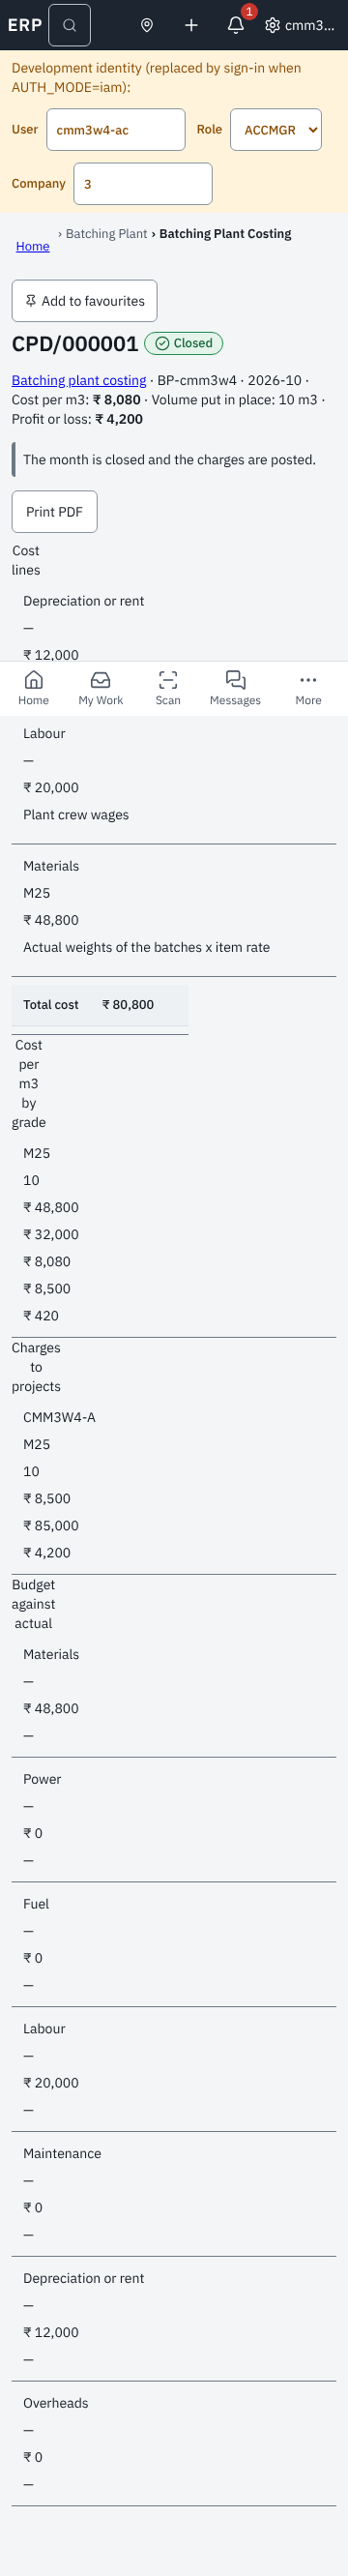 ERP
1
cmm3...
Development identity (replaced by sign-in when
AUTH_MODE=iam):
User cmm3w4-ac Role ACCMGR
Company 3
Home › Batching Plant › Batching Plant Costing
Add to favourites
CPD/000001 Closed
Batching plant costing · BP-cmm3w4 · 2026-10 ·
Cost per m3: ₹ 8,080 · Volume put in place: 10 m3 ·
Profit or loss: ₹ 4,200
The month is closed and the charges are posted.
Print PDF
Cost
lines
Depreciation or rent
—
₹ 12,000
Home
My Work
Scan
Messages
More
Labour
—
₹ 20,000
Plant crew wages
Materials
M25
₹ 48,800
Actual weights of the batches x item rate
Total cost ₹ 80,800
Cost
per
m3
by
grade
M25
10
₹ 48,800
₹ 32,000
₹ 8,080
₹ 8,500
₹ 420
Charges
to
projects
CMM3W4-A
M25
10
₹ 8,500
₹ 85,000
₹ 4,200
Budget
against
actual
Materials
—
₹ 48,800
—
Power
—
₹ 0
—
Fuel
—
₹ 0
—
Labour
—
₹ 20,000
—
Maintenance
—
₹ 0
—
Depreciation or rent
—
₹ 12,000
—
Overheads
—
₹ 0
—